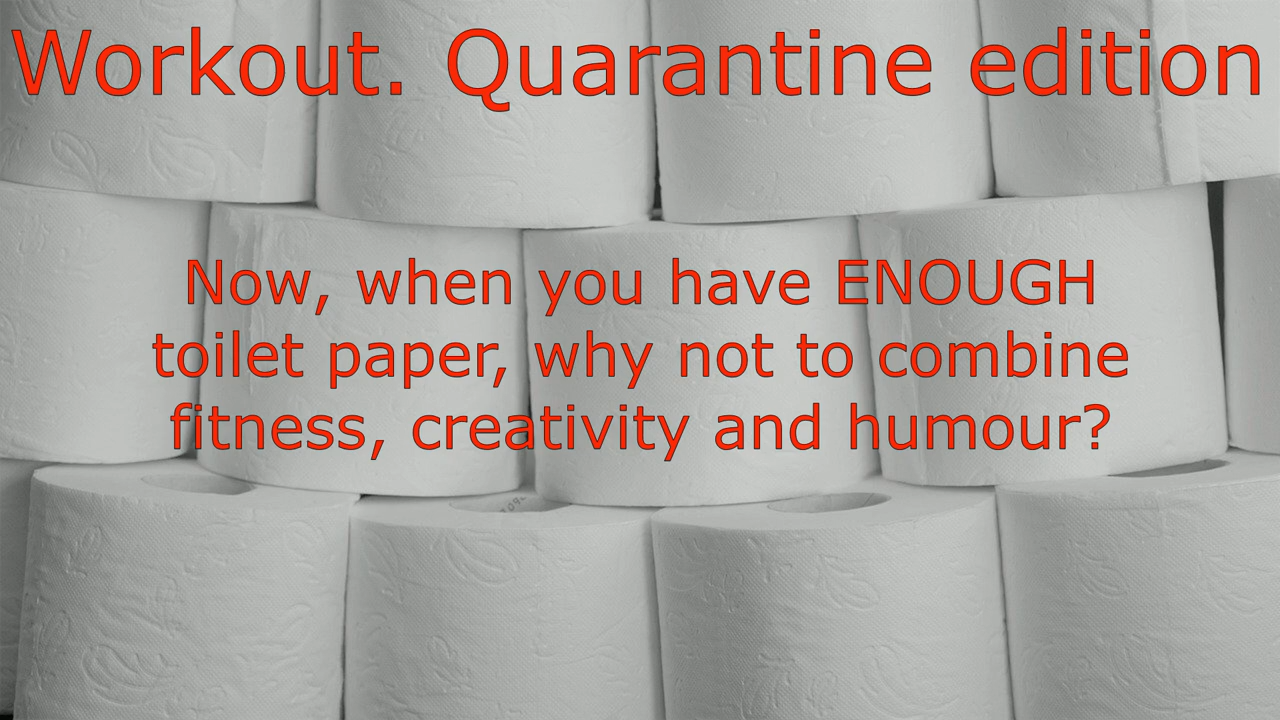 Workout. Quarantine edition
Now, when you have ENOUGH
toilet paper, why not to combine
fitness, creativity and humour?